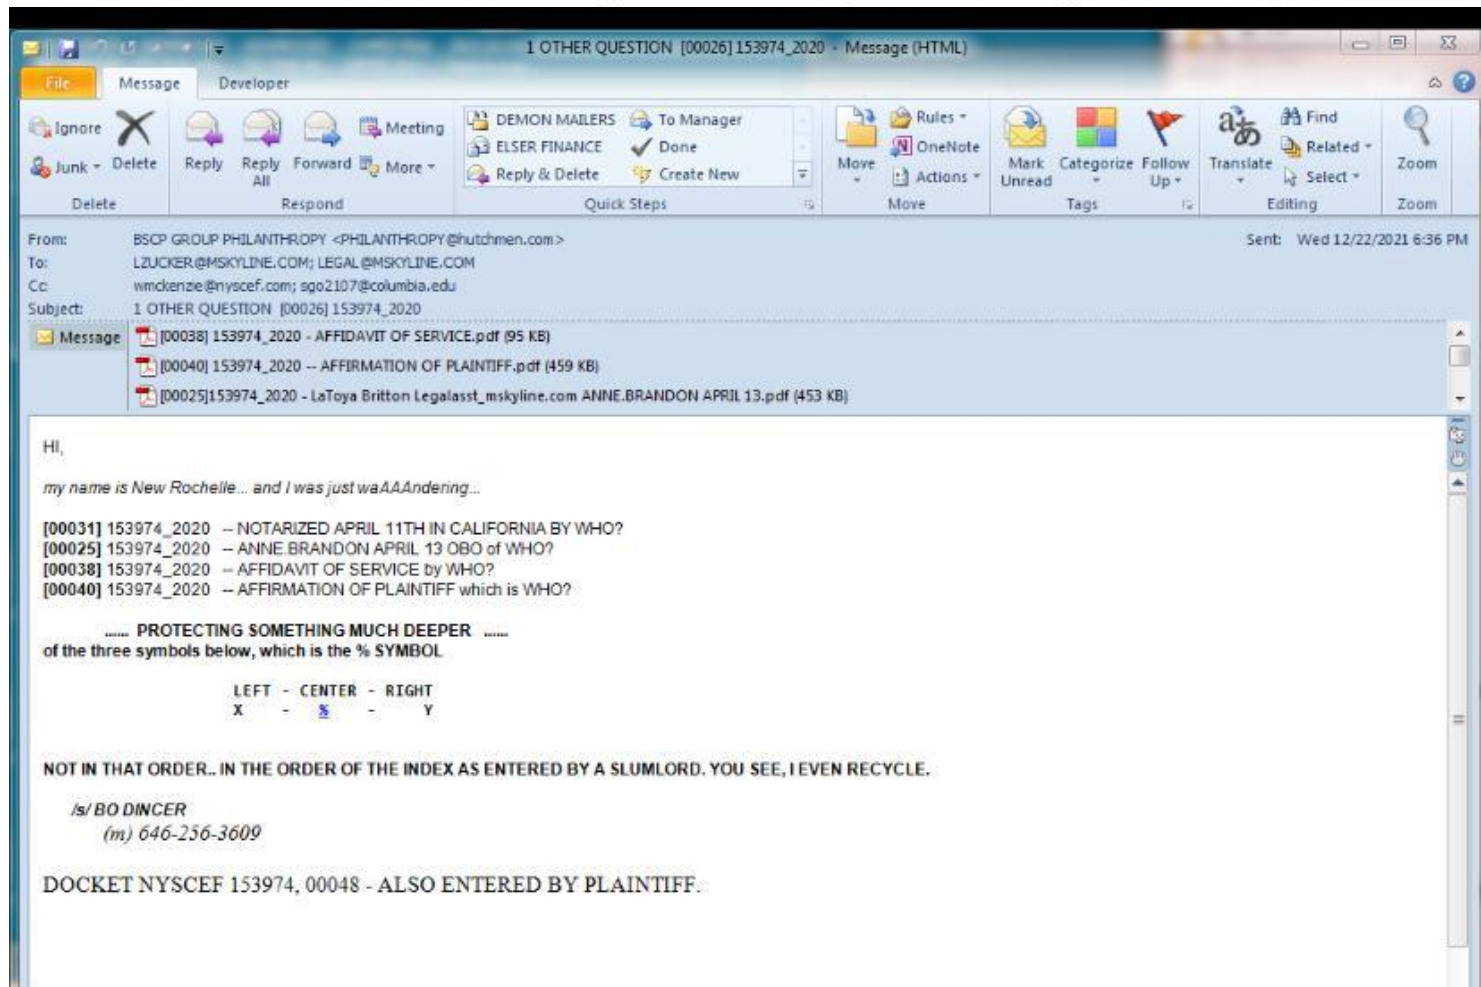 1 OTHER QUESTION [00026] 153974_2020 - Message (HTML)
File Message Developer
Ignore
Junk
Delete
Reply
Reply All
Forward
Meeting
More
DEMON MAILERS
To Manager
ELSER FINANCE
Done
Reply & Delete
Create New
Move
Rules
OneNote
Actions
Mark Unread
Categorize
Follow Up
Translate
Find
Related
Select
Zoom
Delete Respond Quick Steps Move Tags Editing Zoom
From: BSCP GROUP PHILANTHROPY <PHILANTHROPY@hutchmen.com> Sent: Wed 12/22/2021 6:36 PM
To: LZUCKER@MSKYLINE.COM; LEGAL@MSKYLINE.COM
Cc wmckenzie@nyscef.com; sgo2107@columbia.edu
Subject: 1 OTHER QUESTION [00026] 153974_2020
Message [00038] 153974_2020 - AFFIDAVIT OF SERVICE.pdf (95 KB)
[00040] 153974_2020 -- AFFIRMATION OF PLAINTIFF.pdf (459 KB)
[00025]153974_2020 - LaToya Britton Legalasst_mskyline.com ANNE.BRANDON APRIL 13.pdf (453 KB)
HI,
my name is New Rochelle... and I was just waAAAndering...
[00031] 153974_2020 -- NOTARIZED APRIL 11TH IN CALIFORNIA BY WHO?
[00025] 153974_2020 -- ANNE.BRANDON APRIL 13 OBO of WHO?
[00038] 153974_2020 -- AFFIDAVIT OF SERVICE by WHO?
[00040] 153974_2020 -- AFFIRMATION OF PLAINTIFF which is WHO?
...... PROTECTING SOMETHING MUCH DEEPER ......
of the three symbols below, which is the % SYMBOL
LEFT - CENTER - RIGHT
X - % - Y
NOT IN THAT ORDER.. IN THE ORDER OF THE INDEX AS ENTERED BY A SLUMLORD. YOU SEE, I EVEN RECYCLE.
/s/ BO DINCER
(m) 646-256-3609
DOCKET NYSCEF 153974, 00048 - ALSO ENTERED BY PLAINTIFF.